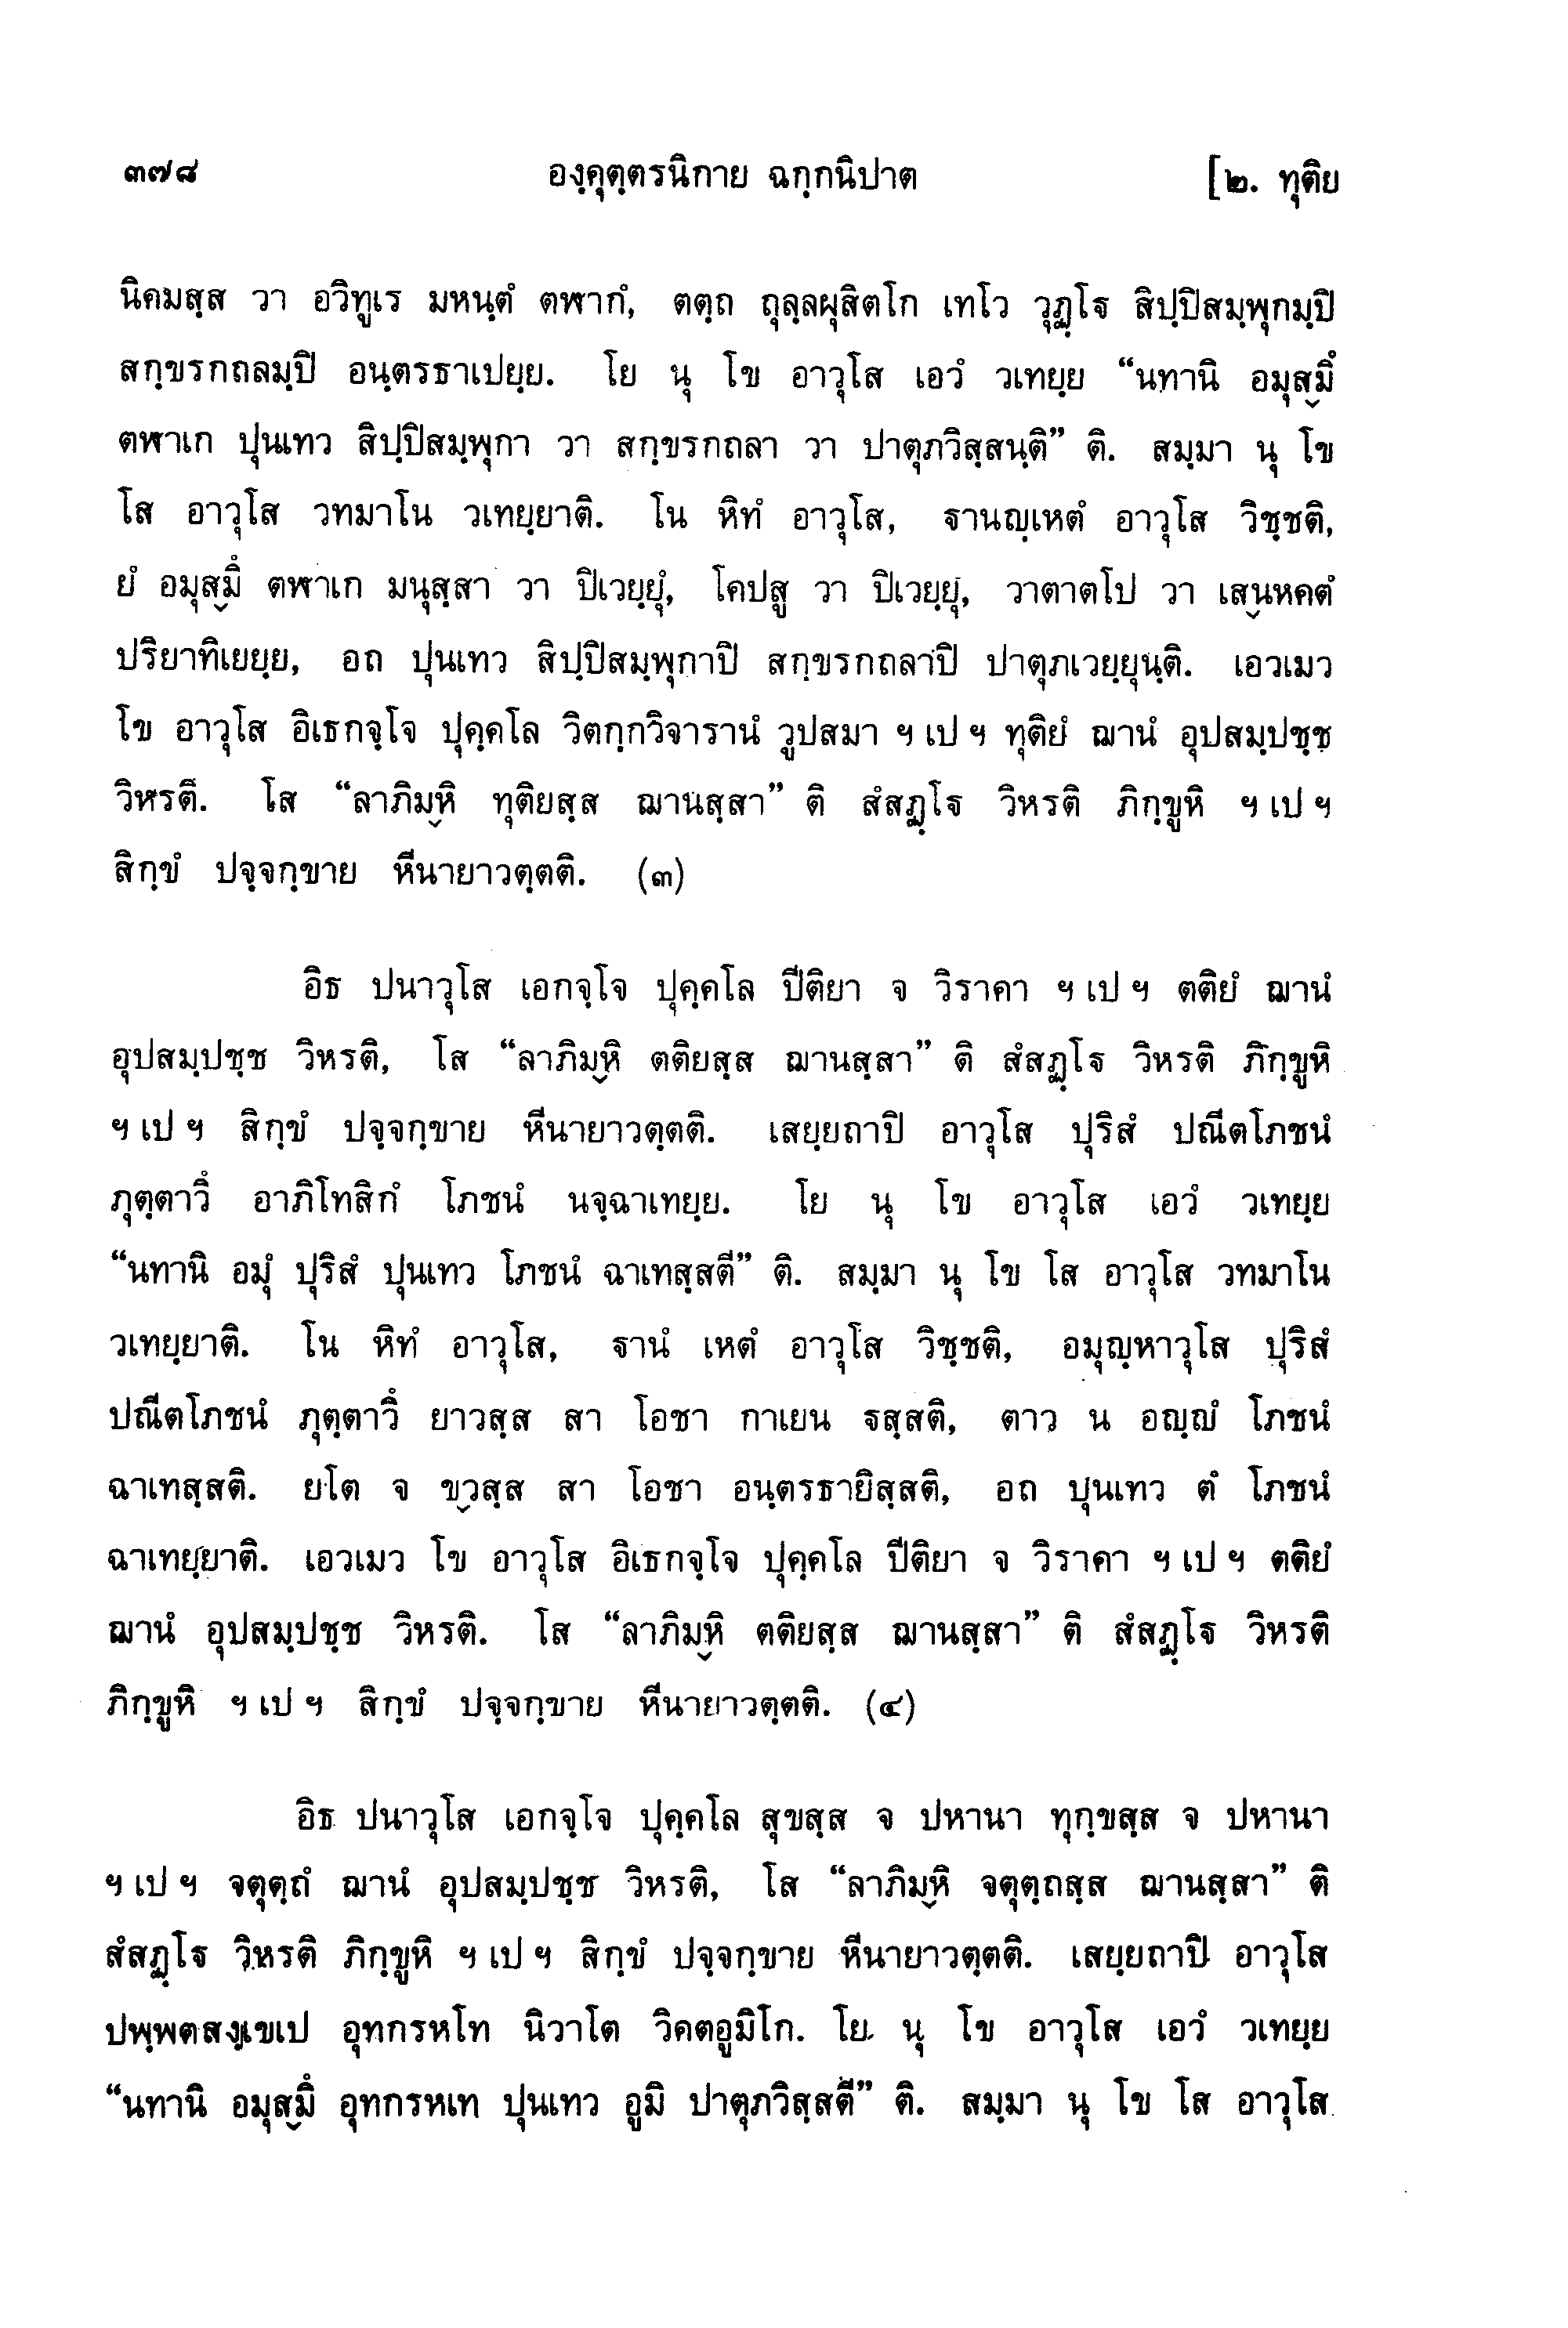 ๓๗๘ องฺคุตฺตรนิกาย ฉกฺกนิปาต [๒. ทุติย
นิคมสฺส วา อวิทูเร มหนฺตํ ตฬากํ, ตตฺถ ถุลฺลผุสิตโก เทโว วุฏฺโฐ สิปฺปิสมฺพุกมฺปิ
สกฺขรกถลมฺปิ อนฺตรธาเปยฺย. โย นุ โข อาวุโส เอวํ วเทยฺย “นทานิ อมุสฺมิํ
ตฬาเก ปุนเทว สิปฺปิสมฺพุกา วา สกฺขรกถลา วา ปาตุภวิสฺสนฺติ” ติ. สมฺมา นุ โข
โส อาวุโส วทมาโน วเทยฺยาติ. โน หิทํ อาวุโส, ฐานญฺเหตํ อาวุโส วิชฺชติ,
ยํ อมุสฺมิํ ตฬาเก มนุสฺสา วา ปิเวยฺยุํ, โคปสู วา ปิเวยฺยุํ, วาตาตโป วา เสฺนหคตํ
ปริยาทิเยยฺย, อถ ปุนเทว สิปฺปิสมฺพุกาปิ สกฺขรกถลาปิ ปาตุภเวยฺยุนฺติ. เอวเมว
โข อาวุโส อิเธกจฺโจ ปุคฺคโล วิตกฺกวิจารานํ วูปสมา ฯ เป ฯ ทุติยํ ฌานํ อุปสมฺปชฺช
วิหรติ. โส “ลาภิมฺหิ ทุติยสฺส ฌานสฺสา” ติ สํสฏฺโฐ วิหรติ ภิกฺขูหิ ฯ เป ฯ
สิกฺขํ ปจฺจกฺขาย หีนายาวตฺตติ. (๓)
อิธ ปนาวุโส เอกจฺโจ ปุคฺคโล ปีติยา จ วิราคา ฯ เป ฯ ตติยํ ฌานํ
อุปสมฺปชฺช วิหรติ, โส “ลาภิมฺหิ ตติยสฺส ฌานสฺสา” ติ สํสฏฺโฐ วิหรติ ภิกฺขูหิ
ฯ เป ฯ สิกฺขํ ปจฺจกฺขาย หีนายาวตฺตติ. เสยฺยถาปิ อาวุโส ปุริสํ ปณีตโภชนํ
ภุตฺตาวิํ อาภิโทสิกํ โภชนํ นจฺฉาเทยฺย. โย นุ โข อาวุโส เอวํ วเทยฺย
“นทานิ อมุํ ปุริสํ ปุนเทว โภชนํ ฉาเทสฺสตี” ติ. สมฺมา นุ โข โส อาวุโส วทมาโน
วเทยฺยาติ. โน หิทํ อาวุโส, ฐานํ เหตํ อาวุโส วิชฺชติ, อมุญฺหาวุโส ปุริสํ
ปณีตโภชนํ ภุตฺตาวิํ ยาวสฺส สา โอชา กาเยน ฐสฺสติ, ตาว น อญฺญํ โภชนํ
ฉาเทสฺสติ. ยโต จ ขฺวสฺส สา โอชา อนฺตรธายิสฺสติ, อถ ปุนเทว ตํ โภชนํ
ฉาเทยฺยาติ. เอวเมว โข อาวุโส อิเธกจฺโจ ปุคฺคโล ปีติยา จ วิราคา ฯ เป ฯ ตติยํ
ฌานํ อุปสมฺปชฺช วิหรติ. โส “ลาภิมฺหิ ตติยสฺส ฌานสฺสา” ติ สํสฏฺโฐ วิหรติ
ภิกฺขูหิ ฯ เป ฯ สิกฺขํ ปจฺจกฺขาย หีนายาวตฺตติ. (๔)
อิธ ปนาวุโส เอกจฺโจ ปุคฺคโล สุขสฺส จ ปหานา ทุกฺขสฺส จ ปหานา
ฯ เป ฯ จตุตฺถํ ฌานํ อุปสมฺปชฺช วิหรติ, โส “ลาภิมฺหิ จตุตฺถสฺส ฌานสฺสา” ติ
สํสฏฺโฐ วิหรติ ภิกฺขูหิ ฯ เป ฯ สิกฺขํ ปจฺจกฺขาย หีนายาวตฺตติ. เสยฺยถาปิ อาวุโส
ปพฺพตสงฺเขเป อุทกรหโท นิวาโต วิคตอูมิโก. โย นุ โข อาวุโส เอวํ วเทยฺย
“นทานิ อมุสฺมิํ อุทกรหเท ปุนเทว อูมิ ปาตุภวิสฺสตี” ติ. สมฺมา นุ โข โส อาวุโส